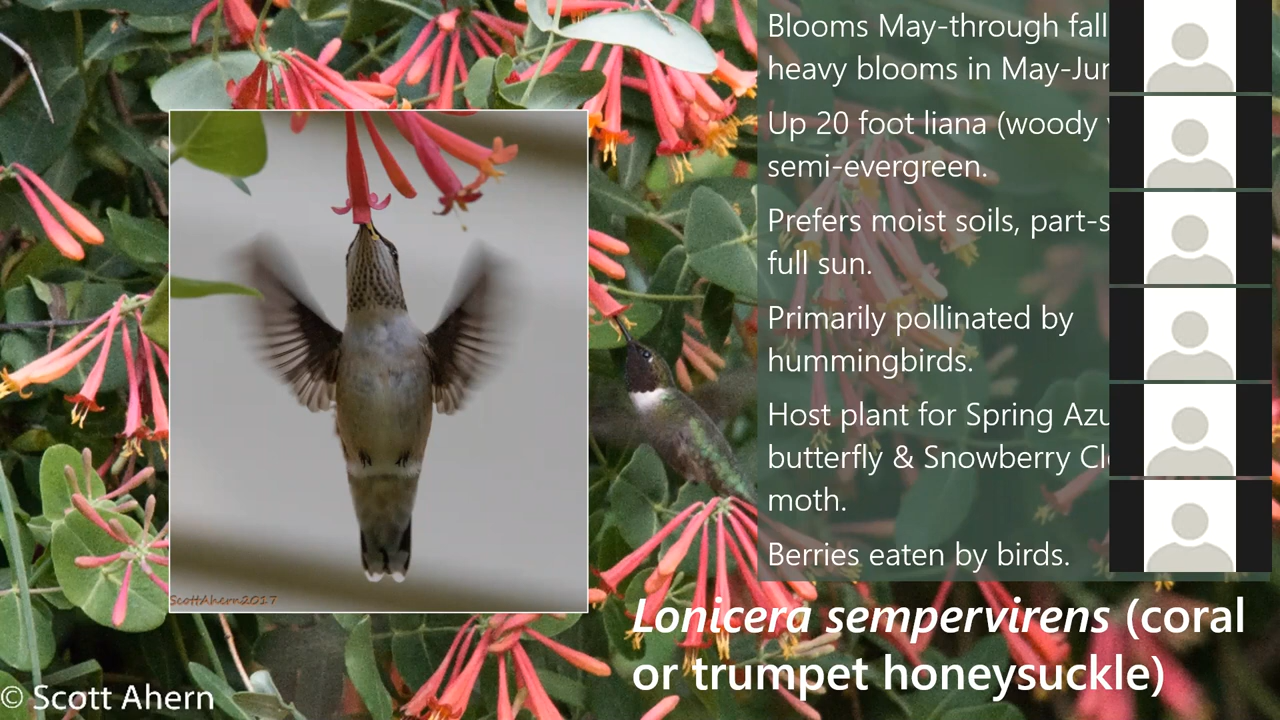 Blooms May-through fall
heavy blooms in May-Jun
Up 20 foot liana (woody
semi-evergreen.
Prefers moist soils, part-s
full sun.
Primarily pollinated by
hummingbirds.
Host plant for Spring Azu
butterfly & Snowberry Cl
moth.
Berries eaten by birds.
Lonicera sempervirens (coral
or trumpet honeysuckle)
ScottAhern2017
© Scott Ahern